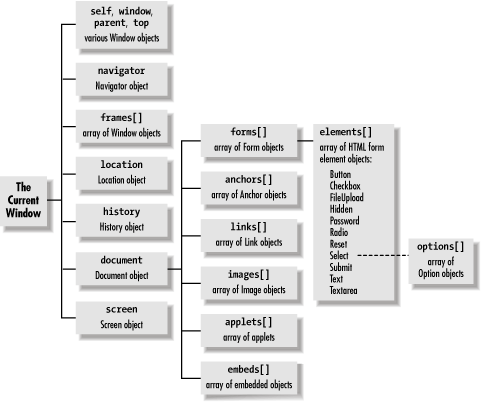 The
Current
Window
self, window,
parent, top
various Window objects
navigator
Navigator object
frames[]
array of Window objects
location
Location object
history
History object
document
Document object
screen
Screen object
forms[]
array of Form objects
anchors[]
array of Anchor objects
links[]
array of Link objects
images[]
array of Image objects
applets[]
array of applets
embeds[]
array of embedded objects
elements[]
array of HTML form
element objects:
Button
Checkbox
FileUpload
Hidden
Password
Radio
Reset
Select
Submit
Text
Textarea
options[]
array of
Option objects